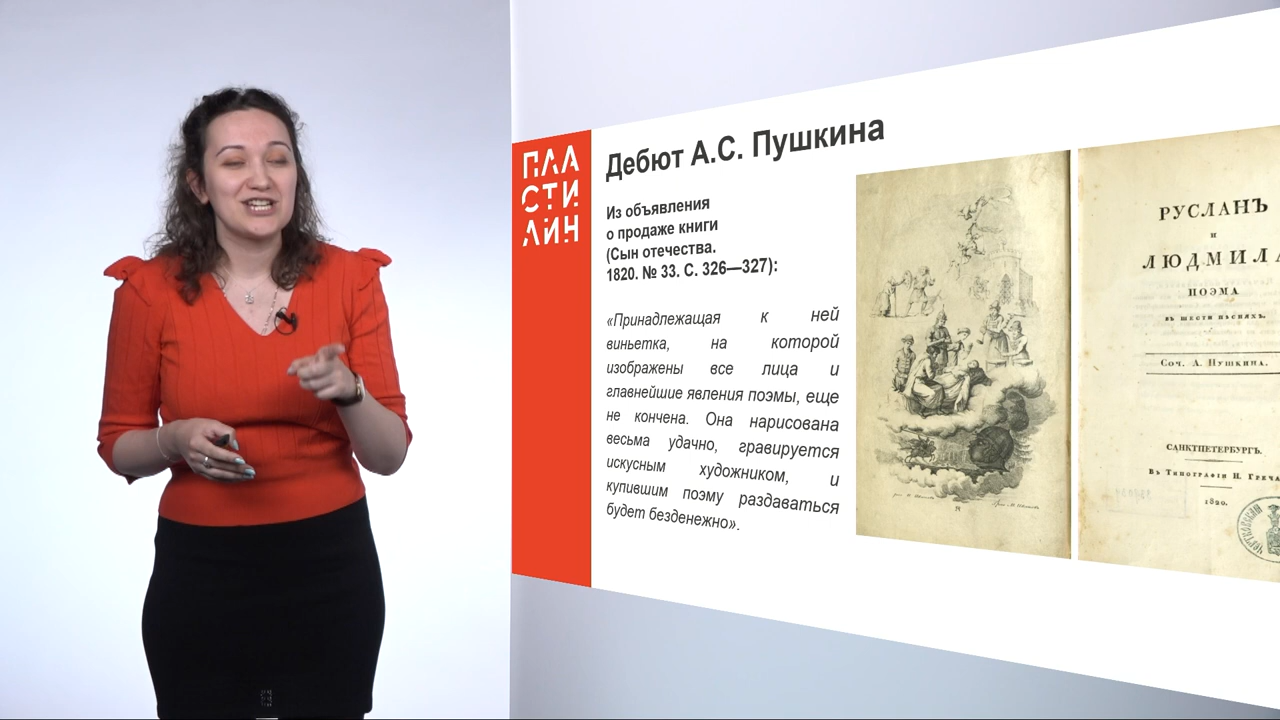 ПЛА
СТИ
ЛИН
Дебют А.С. Пушкина
Из объявления
о продаже книги
(Сын отечества.
1820. № 33. С. 326—327):
«Принадлежащая к ней
виньетка, на которой
изображены все лица и
главнейшие явления поэмы, еще
не кончена. Она нарисована
весьма удачно, гравируется
искусным художником, и
купившим поэму раздаваться
будет безденежно».
РУСЛАНЪ
и
ЛЮДМИЛА
ПОЭМА
въ шести пѣсняхъ.
Соч. А. Пушкина.
САНКТПЕТЕРБУРГЪ.
Въ Типографіи Н. Греча
1820.